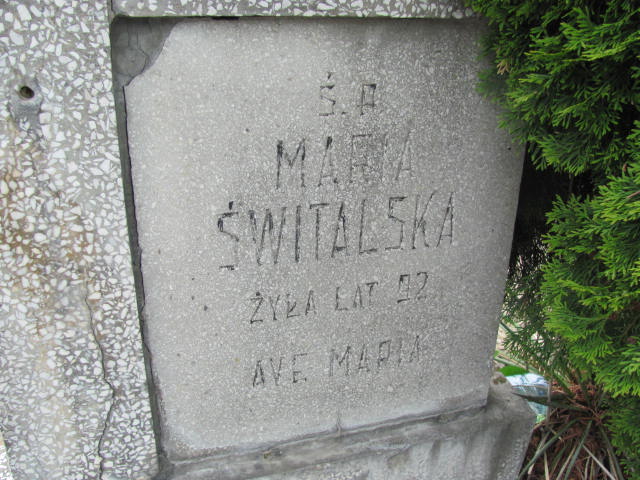 Ś.P
MARIA
ŚWITALSKA
ŻYŁA LAT 92
AVE MARIA